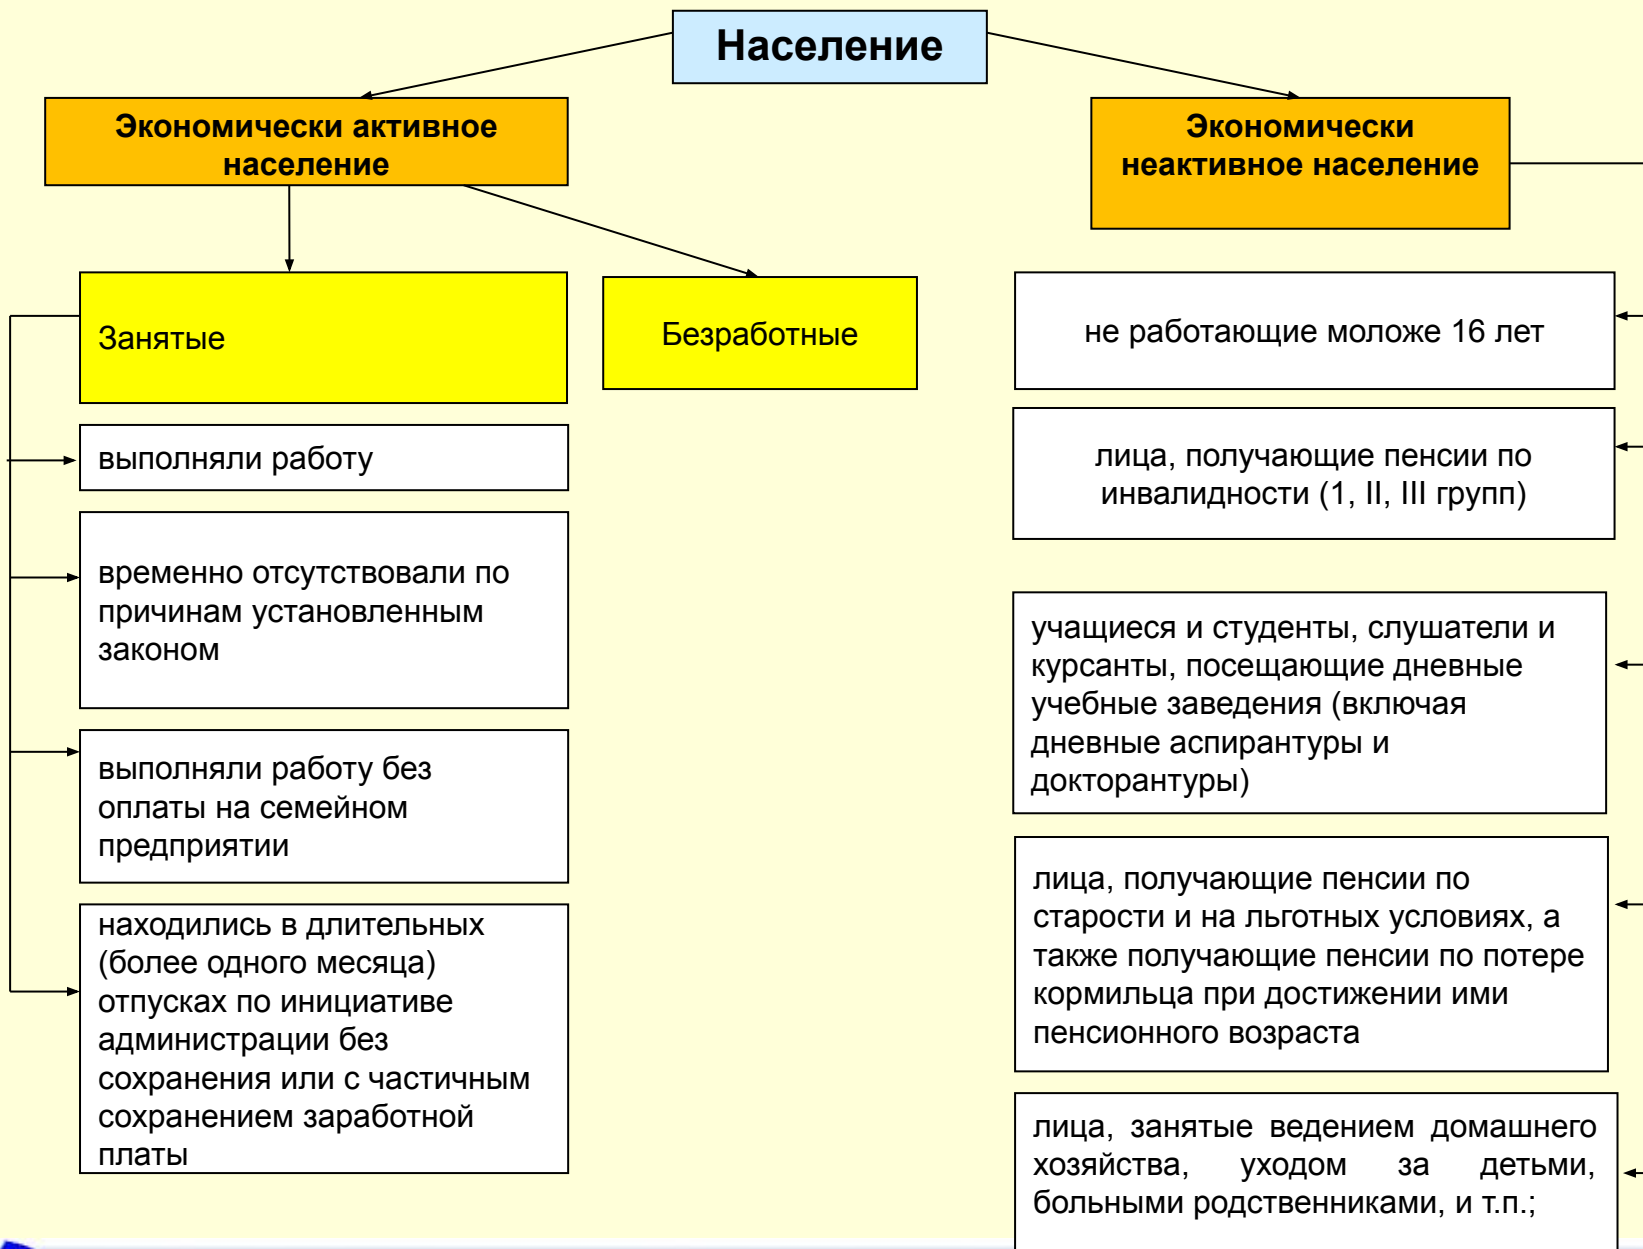 Население
Экономически активное
население
Экономически
неактивное население
Занятые
Безработные
выполняли работу
временно отсутствовали по
причинам установленным
законом
выполняли работу без
оплаты на семейном
предприятии
находились в длительных
(более одного месяца)
отпусках по инициативе
администрации без
сохранения или с частичным
сохранением заработной
платы
не работающие моложе 16 лет
лица, получающие пенсии по
инвалидности (1, II, III групп)
учащиеся и студенты, слушатели и
курсанты, посещающие дневные
учебные заведения (включая
дневные аспирантуры и
докторантуры)
лица, получающие пенсии по
старости и на льготных условиях, а
также получающие пенсии по потере
кормильца при достижении ими
пенсионного возраста
лица, занятые ведением домашнего
хозяйства, уходом за детьми,
больными родственниками, и т.п.;